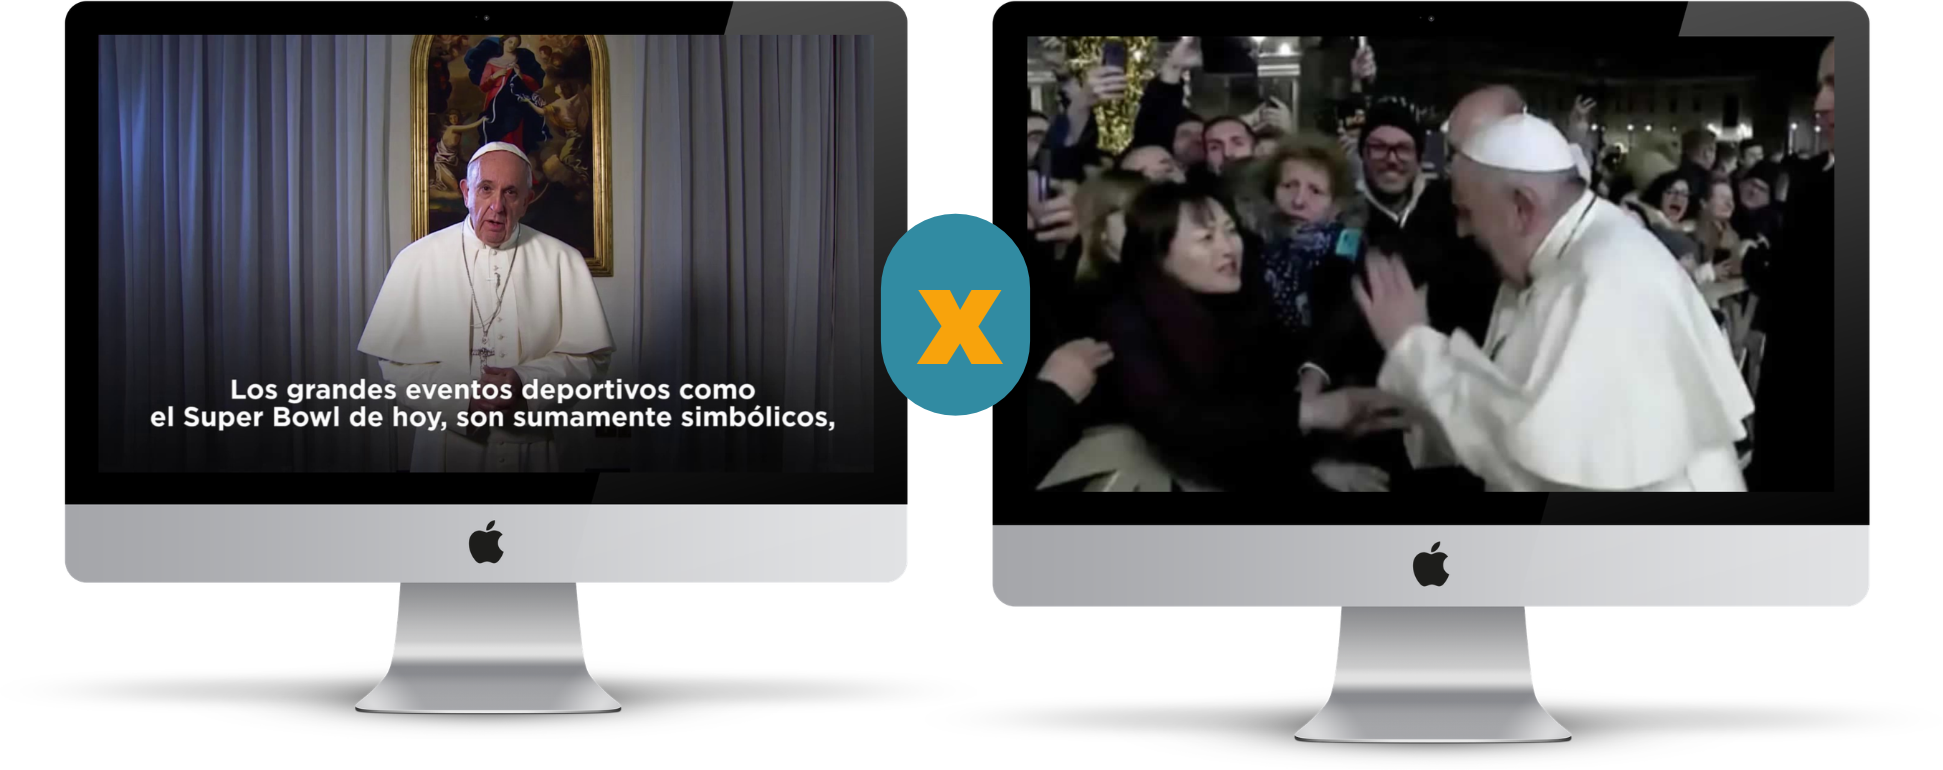 Los grandes eventos deportivos como
el Super Bowl de hoy, son sumamente simbólicos,
x